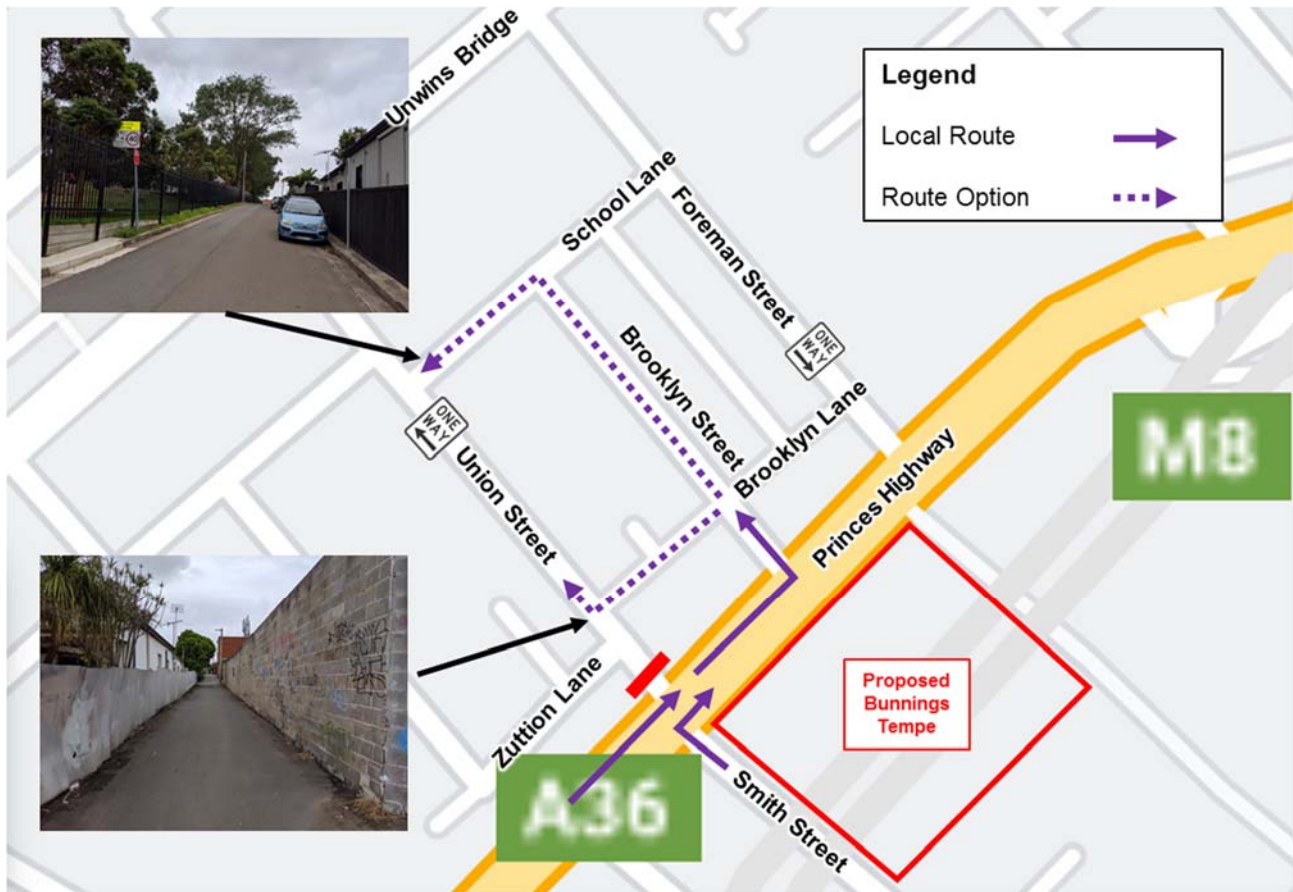 Unwins Bridge
Legend
Local Route
Route Option
School Lane
Foreman Street
ONE
WAY
Brooklyn Street
Brooklyn Lane
ONE
WAY
Union Street
Princes Highway
M8
Zuttion Lane
Proposed
Bunnings
Tempe
A36
Smith Street